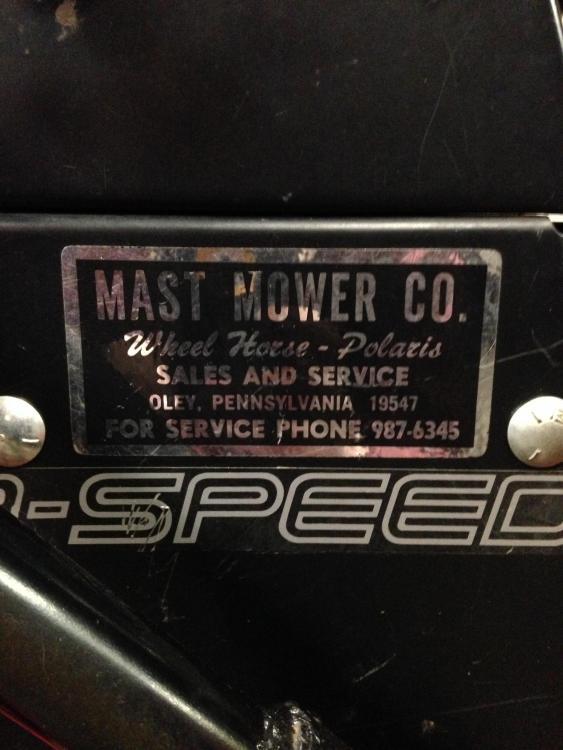 MAST MOWER CO.
Wheel Horse - Polaris
SALES AND SERVICE
OLEY, PENNSYLVANIA 19547
FOR SERVICE PHONE 987-6345
-SPEED